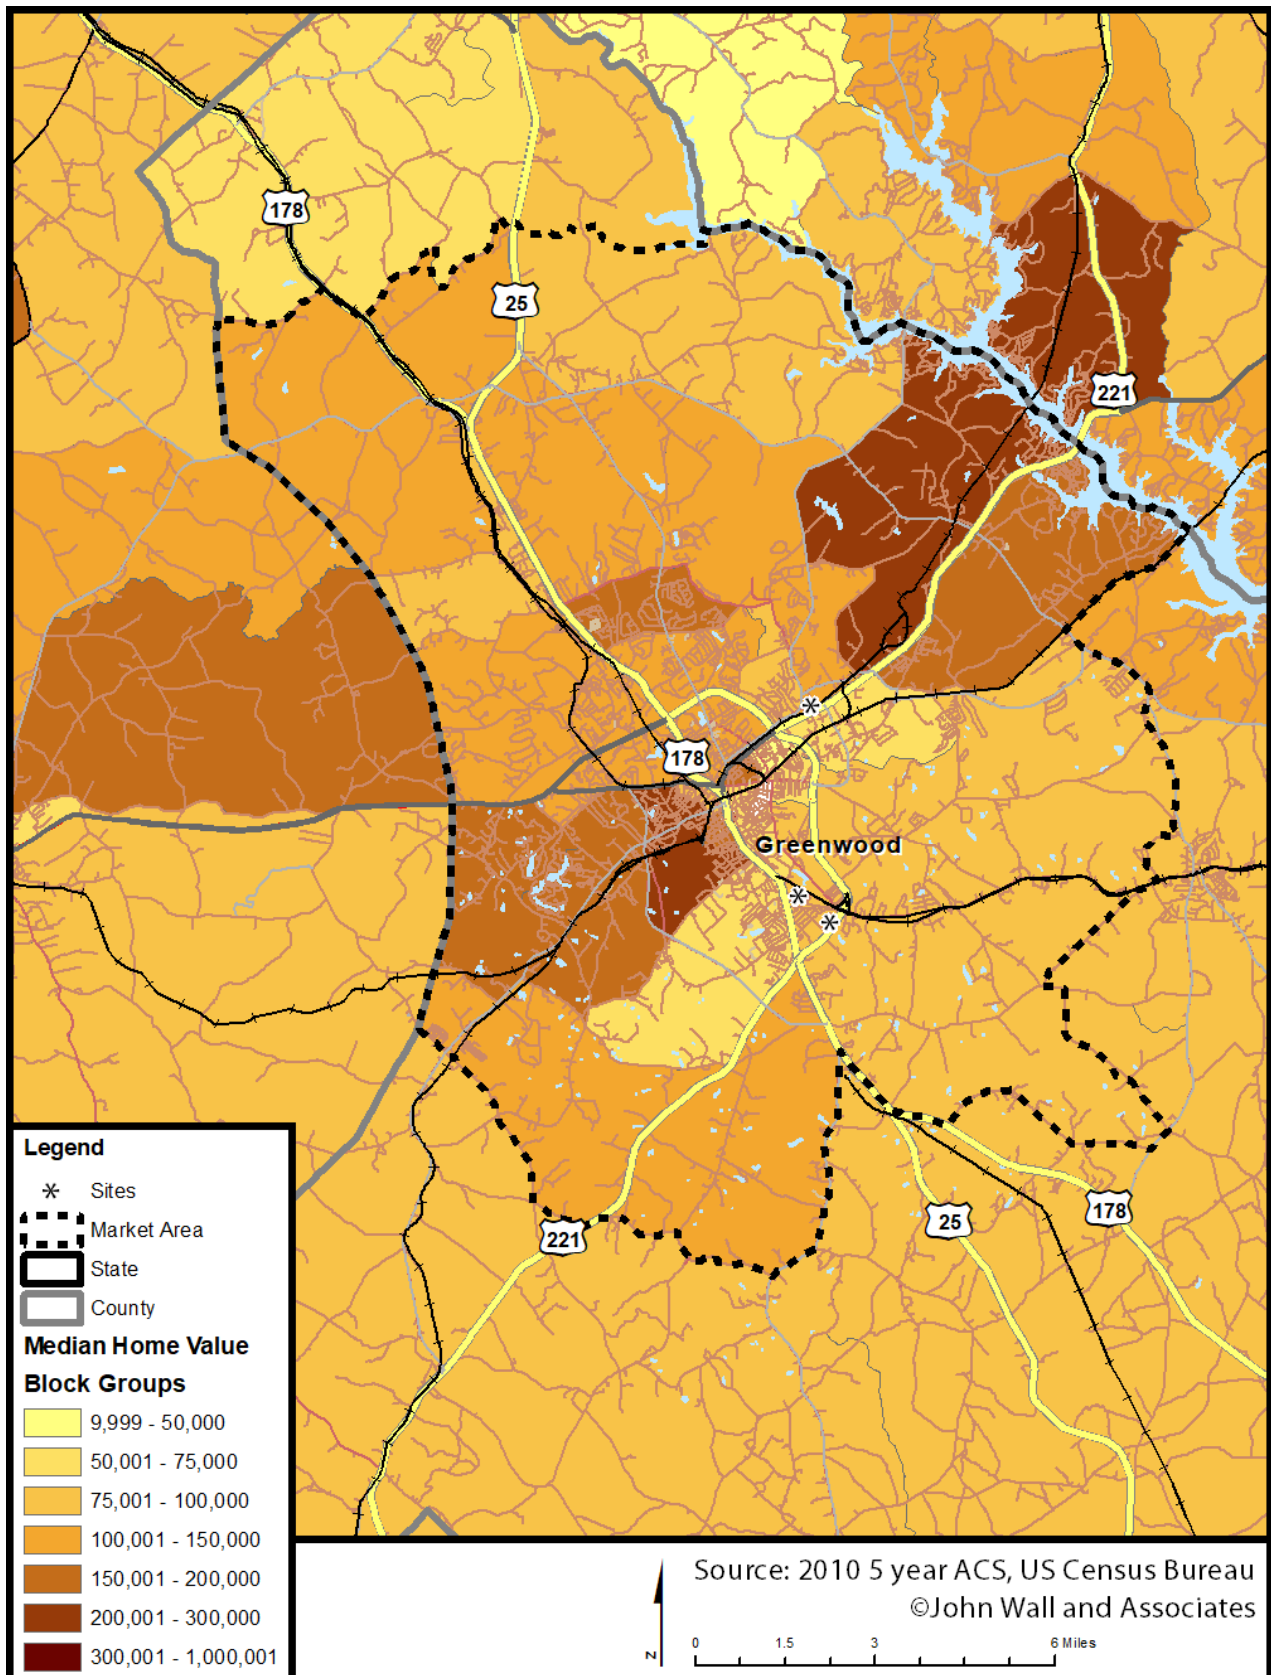 178
25
221
178
Greenwood
221
25
178
Legend
Sites
Market Area
State
County
Median Home Value
Block Groups
9,999 - 50,000
50,001 - 75,000
75,001 - 100,000
100,001 - 150,000
150,001 - 200,000
200,001 - 300,000
300,001 - 1,000,001
N
Source: 2010 5 year ACS, US Census Bureau
©John Wall and Associates
0 1.5 3 6 Miles